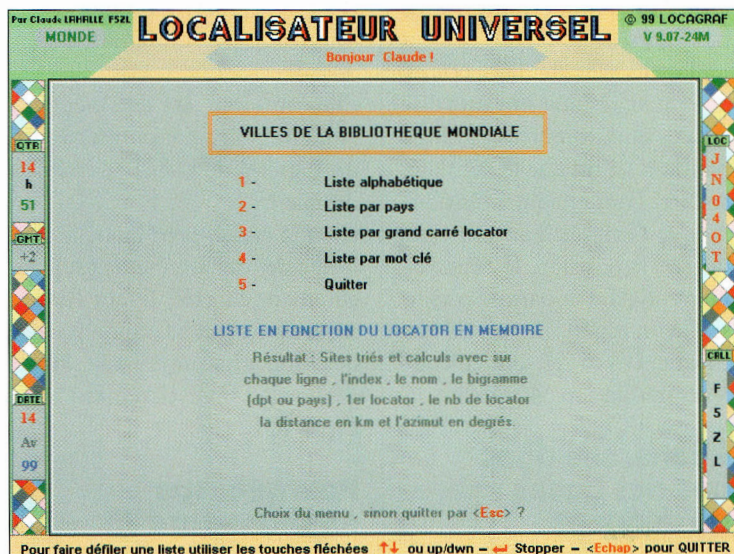 Par Claude LAHALLE F5ZL
MONDE
LOCALISATEUR UNIVERSEL
© 99 LOCAGRAF
V 9.07-24M
Bonjour Claude !
QTR
14
h
51
GMT
+2
DATE
14
Av
99
VILLES DE LA BIBLIOTHEQUE MONDIALE
1 - Liste alphabétique
2 - Liste par pays
3 - Liste par grand carré locator
4 - Liste par mot clé
5 - Quitter
LISTE EN FONCTION DU LOCATOR EN MEMOIRE
Résultat : Sites triés et calculs avec sur
chaque ligne , l'index , le nom , le bigramme
(dpt ou pays) , 1er locator , le nb de locator
la distance en km et l'azimut en degrés.
Choix du menu , sinon quitter par <Esc> ?
LOC
J
N
0
4
O
T
CALL
F
5
Z
L
Pour faire défiler une liste utiliser les touches fléchées ↑↓ ou up/dwn – ↵ Stopper – <Echap> pour QUITTER